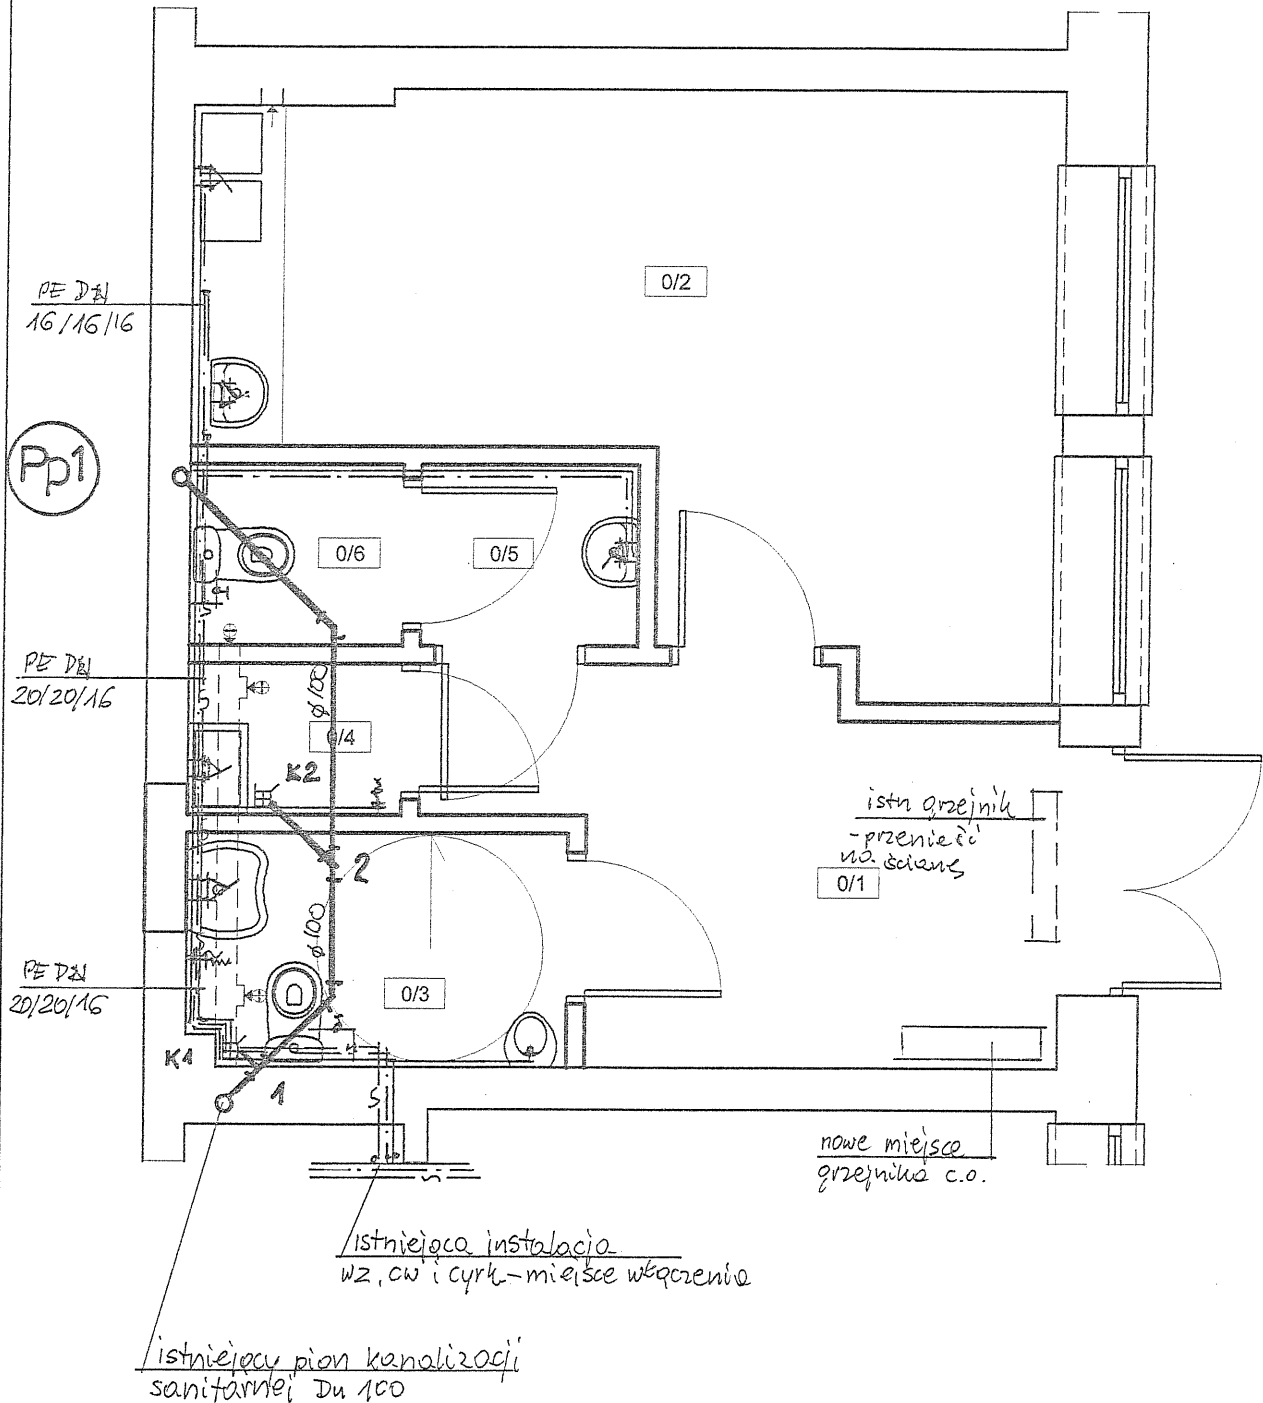 0/2
PE DN
16/16/16
Pp1
0/6
0/5
PE DN
20/20/16
ø100
0/4
K2
istn grzejnik
-przenieść
na ścianę
0/1
2
ø100
PE DN
20/20/16
0/3
K1
1
nowe miejsce
grzejnika c.o.
istniejąca instalacja
wz, cw i cyrk-miejsce włączenia
istniejący pion kanalizacji
sanitarnej Dn 100